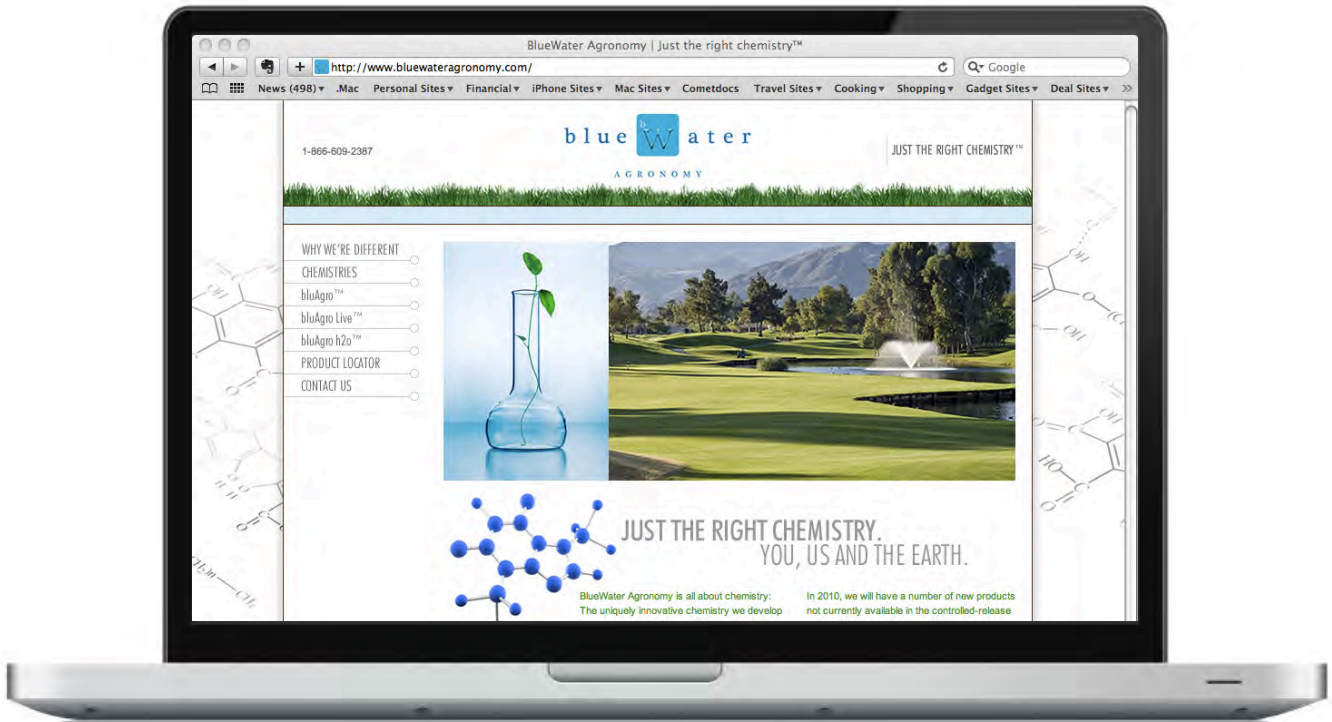 BlueWater Agronomy | Just the right chemistry™
http://www.bluewateragronomy.com/
Google
News (498) .Mac Personal Sites Financial iPhone Sites Mac Sites Cometdocs Travel Sites Cooking Shopping Gadget Sites Deal Sites
1-866-609-2387
blue W ater
AGRONOMY
JUST THE RIGHT CHEMISTRY™
WHY WE'RE DIFFERENT
CHEMISTRIES
bluAgro™
bluAgro Live™
bluAgro h2o™
PRODUCT LOCATOR
CONTACT US
JUST THE RIGHT CHEMISTRY.
YOU, US AND THE EARTH.
BlueWater Agronomy is all about chemistry:
The uniquely innovative chemistry we develop
In 2010, we will have a number of new products
not currently available in the controlled-release
OH
O
HO
CH₃